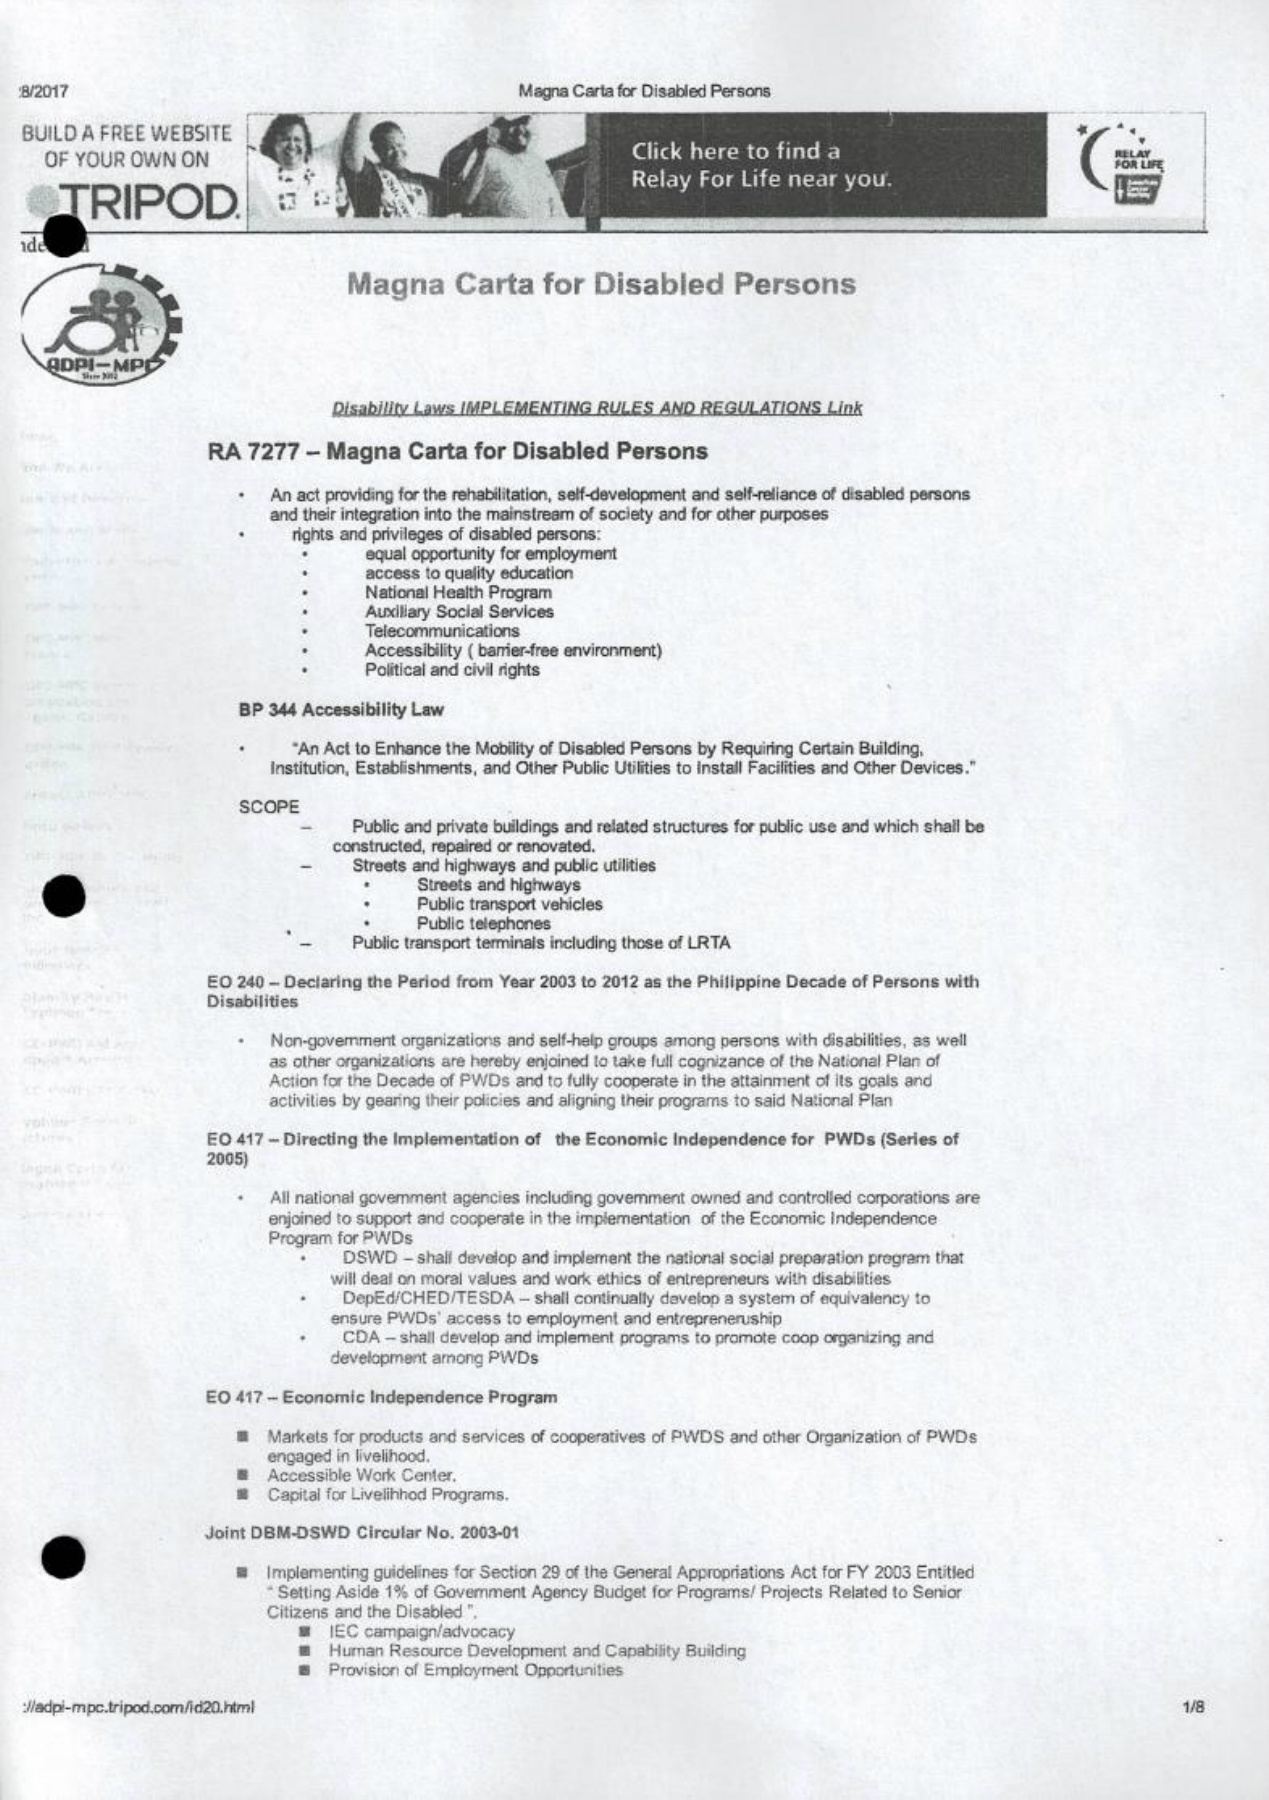 8/2017
Magna Carta for Disabled Persons
BUILD A FREE WEBSITE
OF YOUR OWN ON
TRIPOD.
Click here to find a
Relay For Life near you.
RELAY
FOR LIFE
Magna Carta for Disabled Persons
ADPI-MPC
Disability Laws IMPLEMENTING RULES AND REGULATIONS Link
RA 7277 – Magna Carta for Disabled Persons
• An act providing for the rehabilitation, self-development and self-reliance of disabled persons
and their integration into the mainstream of society and for other purposes
• rights and privileges of disabled persons:
• equal opportunity for employment
• access to quality education
• National Health Program
• Auxiliary Social Services
• Telecommunications
• Accessibility ( barrier-free environment)
• Political and civil rights
BP 344 Accessibility Law
• "An Act to Enhance the Mobility of Disabled Persons by Requiring Certain Building,
Institution, Establishments, and Other Public Utilities to Install Facilities and Other Devices."
SCOPE
– Public and private buildings and related structures for public use and which shall be
constructed, repaired or renovated.
– Streets and highways and public utilities
• Streets and highways
• Public transport vehicles
• Public telephones
– Public transport terminals including those of LRTA
EO 240 – Declaring the Period from Year 2003 to 2012 as the Philippine Decade of Persons with
Disabilities
• Non-government organizations and self-help groups among persons with disabilities, as well
as other organizations are hereby enjoined to take full cognizance of the National Plan of
Action for the Decade of PWDs and to fully cooperate in the attainment of its goals and
activities by gearing their policies and aligning their programs to said National Plan
EO 417 – Directing the Implementation of the Economic Independence for PWDs (Series of
2005)
• All national government agencies including government owned and controlled corporations are
enjoined to support and cooperate in the implementation of the Economic Independence
Program for PWDs
• DSWD – shall develop and implement the national social preparation program that
will deal on moral values and work ethics of entrepreneurs with disabilities
• DepEd/CHED/TESDA – shall continually develop a system of equivalency to
ensure PWDs' access to employment and entrepreneruship
• CDA – shall develop and implement programs to promote coop organizing and
development among PWDs
EO 417 – Economic Independence Program
■ Markets for products and services of cooperatives of PWDS and other Organization of PWDs
engaged in livelihood.
■ Accessible Work Center.
■ Capital for Livelihhod Programs.
Joint DBM-DSWD Circular No. 2003-01
■ Implementing guidelines for Section 29 of the General Appropriations Act for FY 2003 Entitled
" Setting Aside 1% of Government Agency Budget for Programs/ Projects Related to Senior
Citizens and the Disabled ".
■ IEC campaign/advocacy
■ Human Resource Development and Capability Building
■ Provision of Employment Opportunities
://adpi-mpc.tripod.com/id20.html
1/8